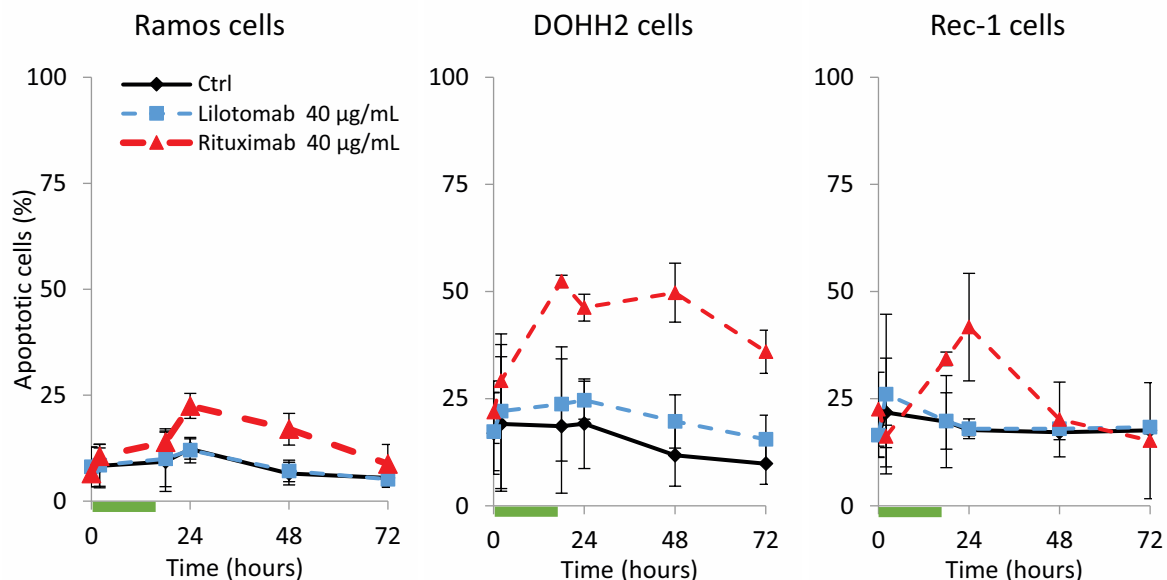 Ramos cells
DOHH2 cells
Rec-1 cells
Apoptotic cells (%)
100
75
50
25
0
Ctrl
Lilotomab 40 µg/mL
Rituximab 40 µg/mL
0 24 48 72
Time (hours)
100
75
50
25
0
0 24 48 72
Time (hours)
100
75
50
25
0
0 24 48 72
Time (hours)